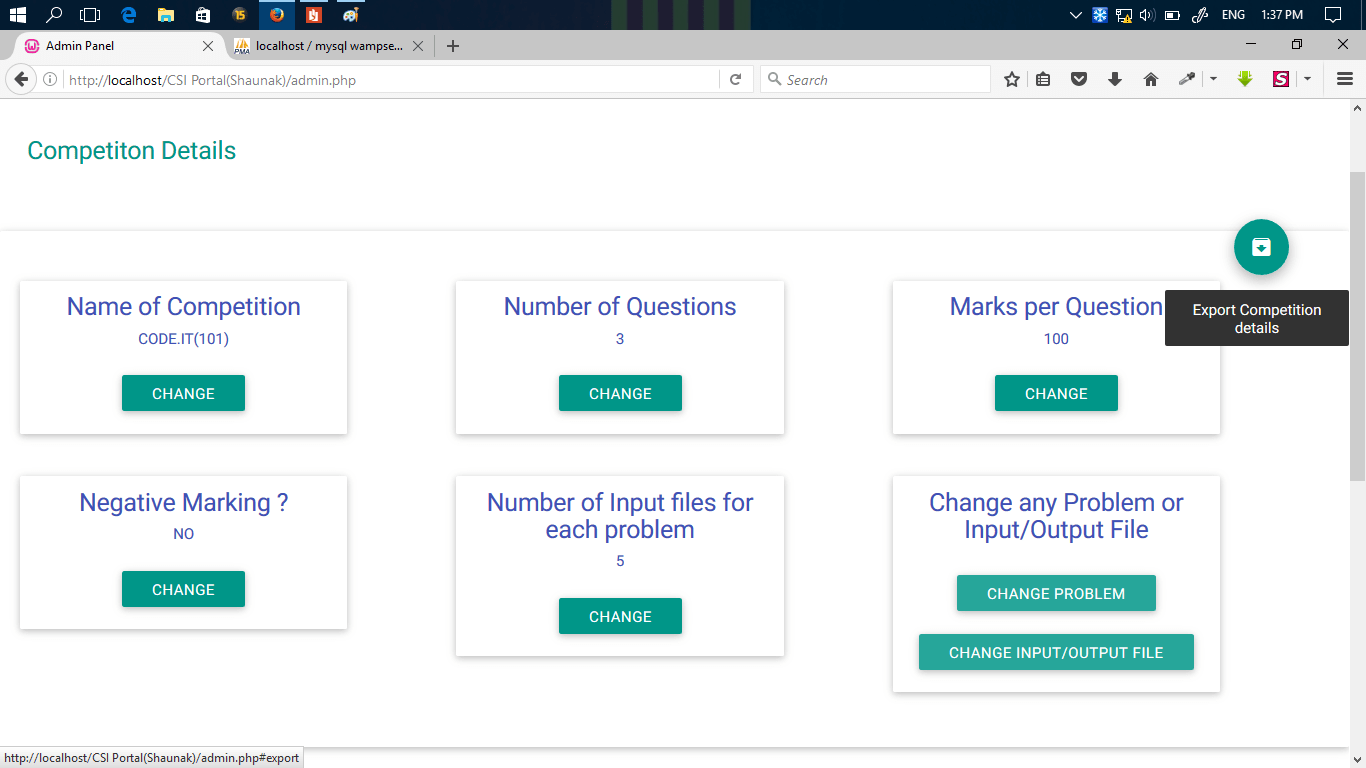 ENG
1:37 PM
Admin Panel
localhost / mysql wampse...
http://localhost/CSI Portal(Shaunak)/admin.php
Search
Competiton Details
Export Competition
details
Name of Competition
CODE.IT(101)
CHANGE
Number of Questions
3
CHANGE
Marks per Question
100
CHANGE
Negative Marking ?
NO
CHANGE
Number of Input files for
each problem
5
CHANGE
Change any Problem or
Input/Output File
CHANGE PROBLEM
CHANGE INPUT/OUTPUT FILE
http://localhost/CSI Portal(Shaunak)/admin.php#export